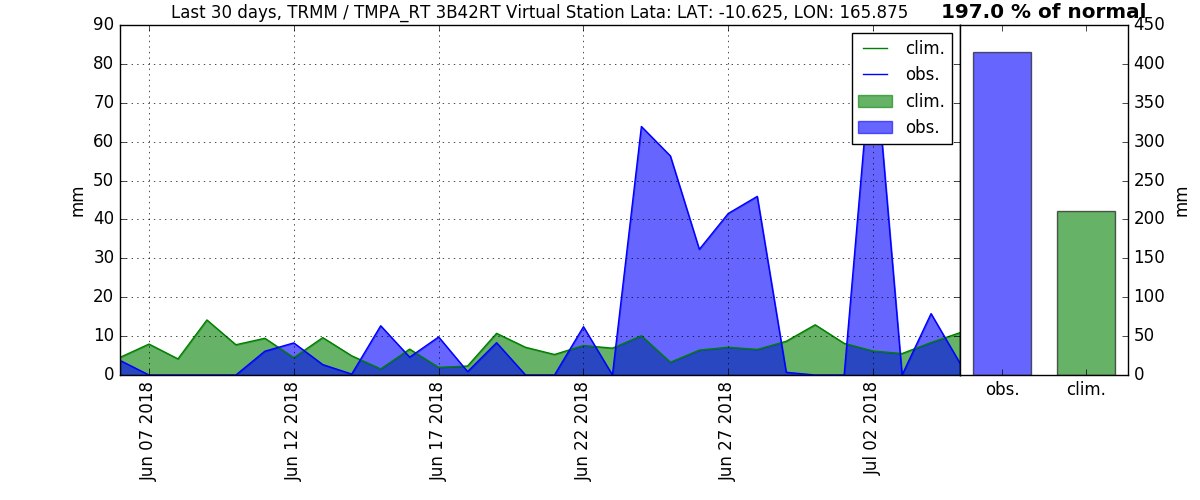 Last 30 days, TRMM / TMPA_RT 3B42RT Virtual Station Lata: LAT: -10.625, LON: 165.875
197.0 % of normal
90
80
70
60
50
40
30
20
10
0
mm
clim.
obs.
clim.
obs.
Jun 07 2018
Jun 12 2018
Jun 17 2018
Jun 22 2018
Jun 27 2018
Jul 02 2018
450
400
350
300
250
200
150
100
50
0
mm
obs.
clim.